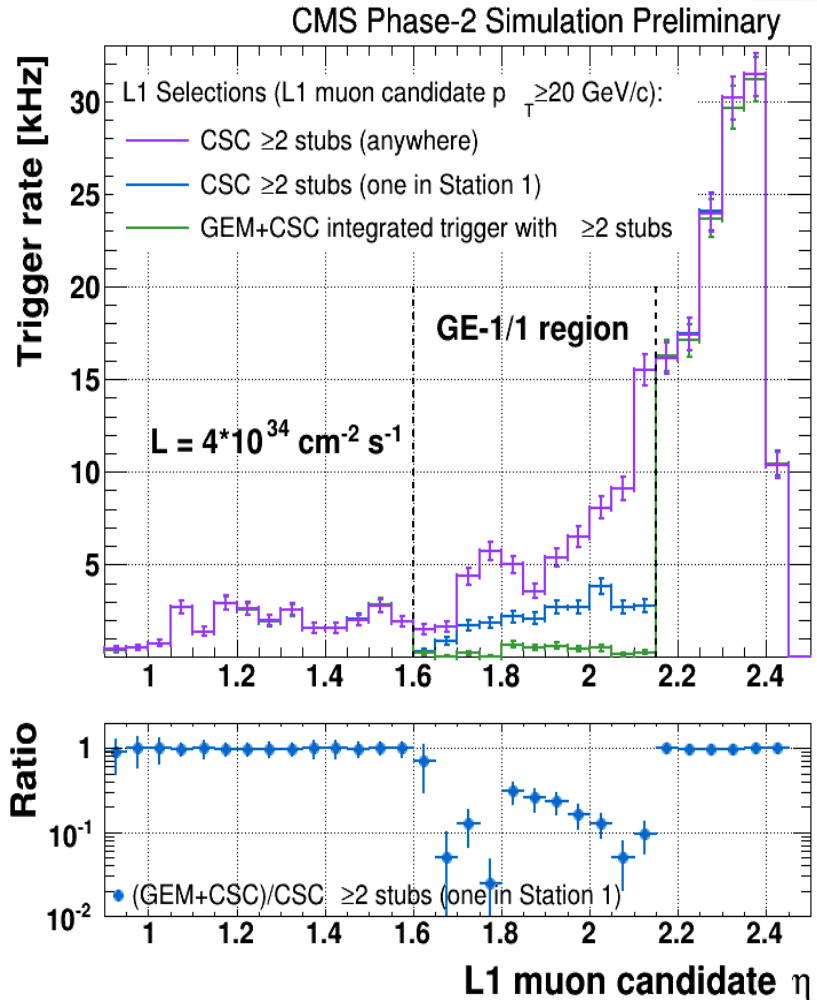 CMS Phase-2 Simulation Preliminary
L1 Selections (L1 muon candidate p_T≥20 GeV/c):
CSC ≥2 stubs (anywhere)
CSC ≥2 stubs (one in Station 1)
GEM+CSC integrated trigger with ≥2 stubs
Trigger rate [kHz]
30
25
20
15
10
5
GE-1/1 region
L = 4*10^34 cm^-2 s^-1
1 1.2 1.4 1.6 1.8 2 2.2 2.4
Ratio
1
10^-1
10^-2
(GEM+CSC)/CSC ≥2 stubs (one in Station 1)
1 1.2 1.4 1.6 1.8 2 2.2 2.4
L1 muon candidate η